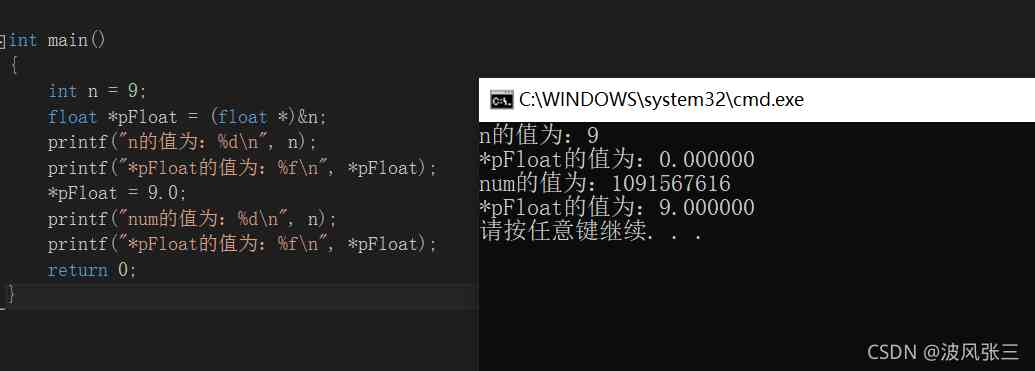 int main()
{
int n = 9;
float *pFloat = (float *)&n;
printf("n的值为：%d\n", n);
printf("*pFloat的值为：%f\n", *pFloat);
*pFloat = 9.0;
printf("num的值为：%d\n", n);
printf("*pFloat的值为：%f\n", *pFloat);
return 0;
}
C:\WINDOWS\system32\cmd.exe
n的值为：9
*pFloat的值为：0.000000
num的值为：1091567616
*pFloat的值为：9.000000
请按任意键继续. . .
CSDN @波风张三